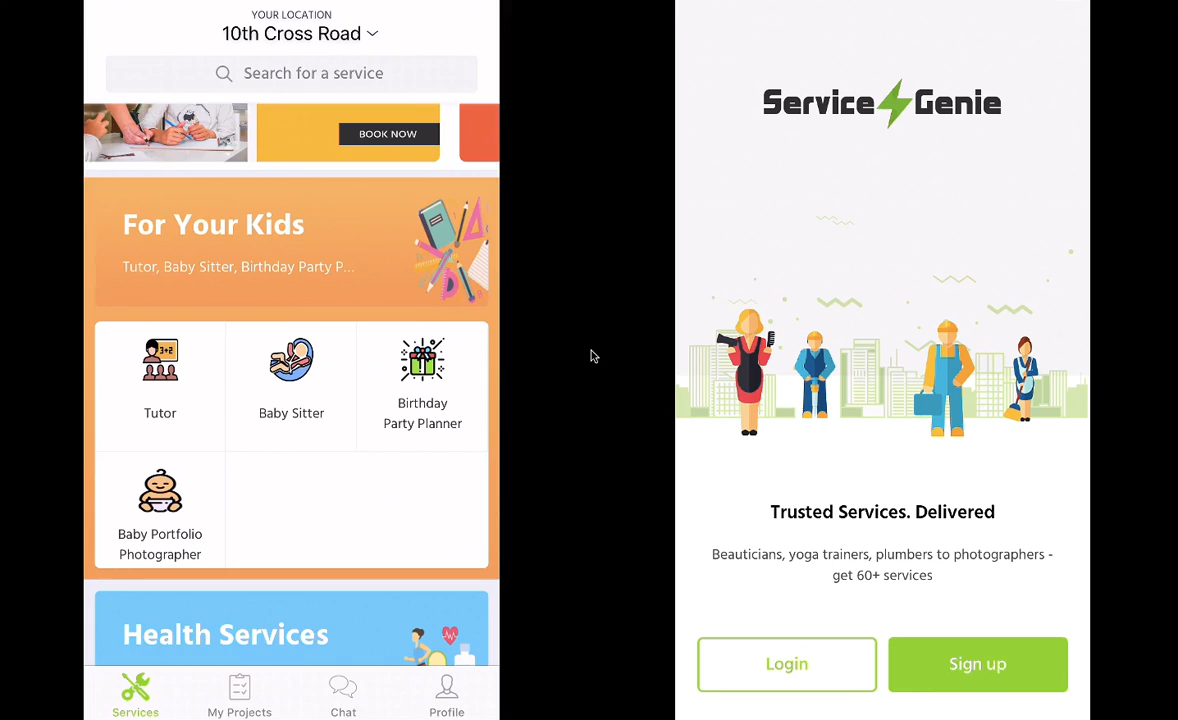 YOUR LOCATION
10th Cross Road
Search for a service
BOOK NOW
For Your Kids
Tutor, Baby Sitter, Birthday Party P...
3+2
Tutor
Baby Sitter
Birthday
Party Planner
Baby Portfolio
Photographer
Health Services
Services
My Projects
Chat
Profile
Service Genie
Trusted Services. Delivered
Beauticians, yoga trainers, plumbers to photographers -
get 60+ services
Login
Sign up